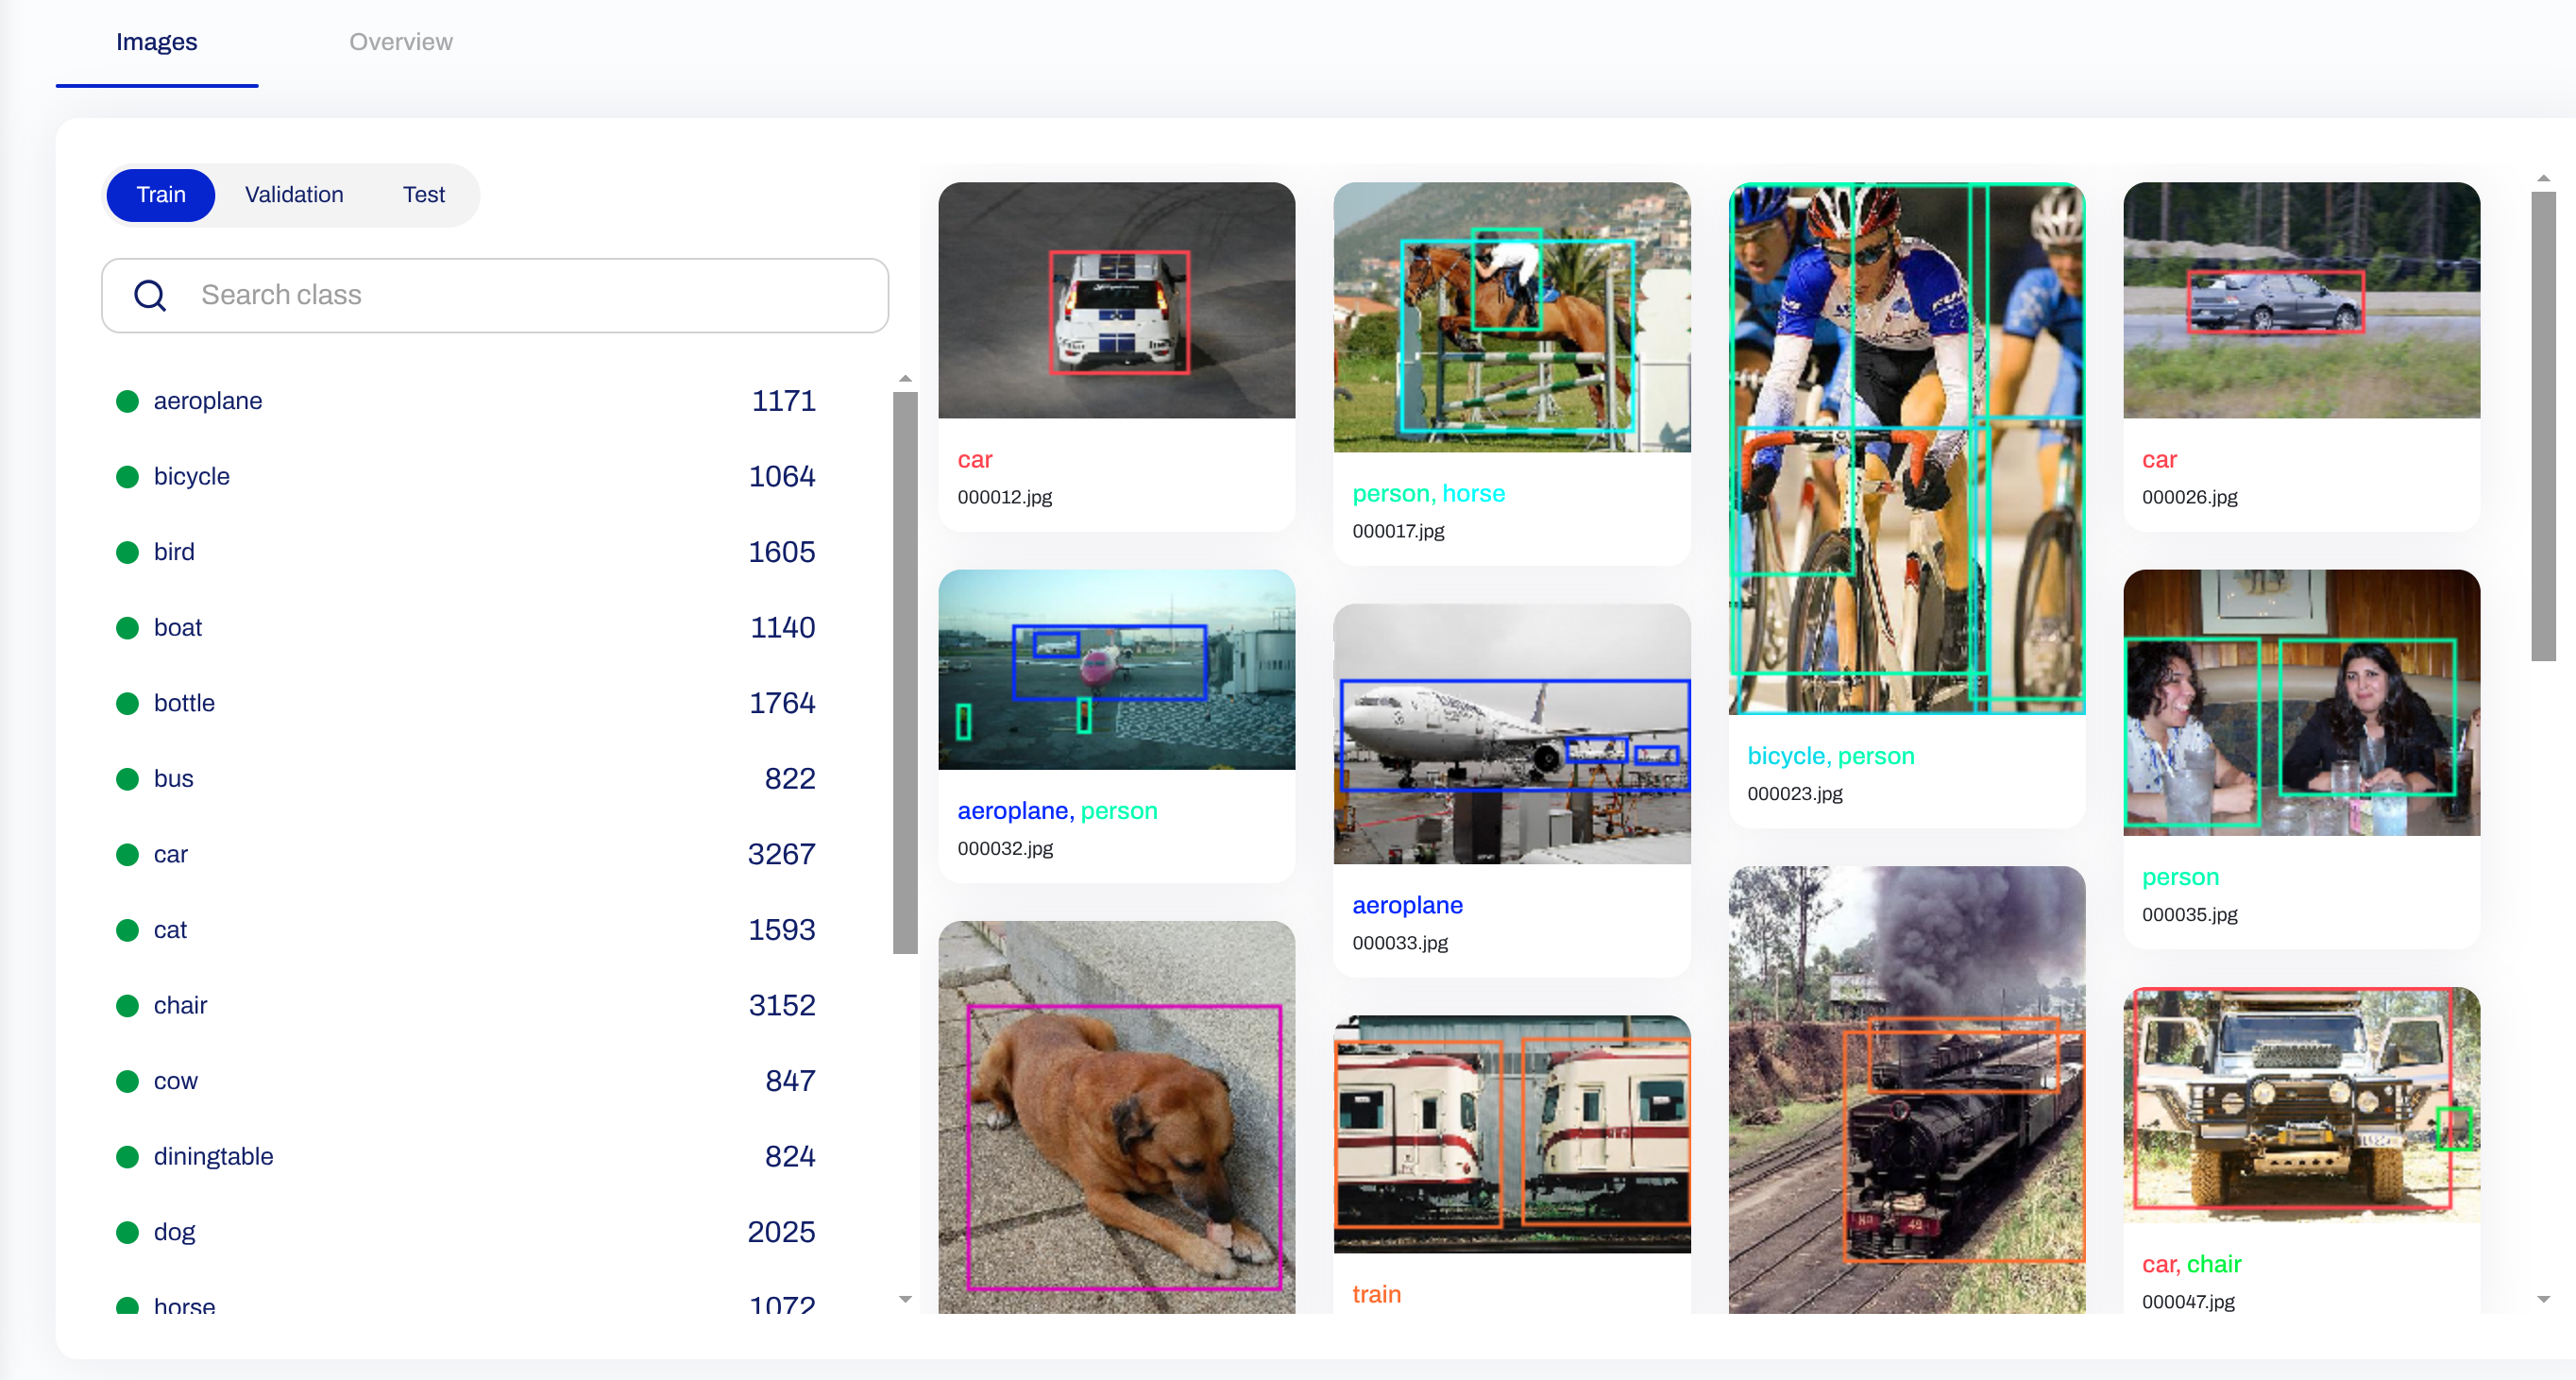 Images
Overview
Train
Validation
Test
Search class
aeroplane 1171
bicycle 1064
bird 1605
boat 1140
bottle 1764
bus 822
car 3267
cat 1593
chair 3152
cow 847
diningtable 824
dog 2025
horse 1072
car
000012.jpg
person, horse
000017.jpg
bicycle, person
000023.jpg
car
000026.jpg
aeroplane, person
000032.jpg
aeroplane
000033.jpg
person
000035.jpg
train
car, chair
000047.jpg